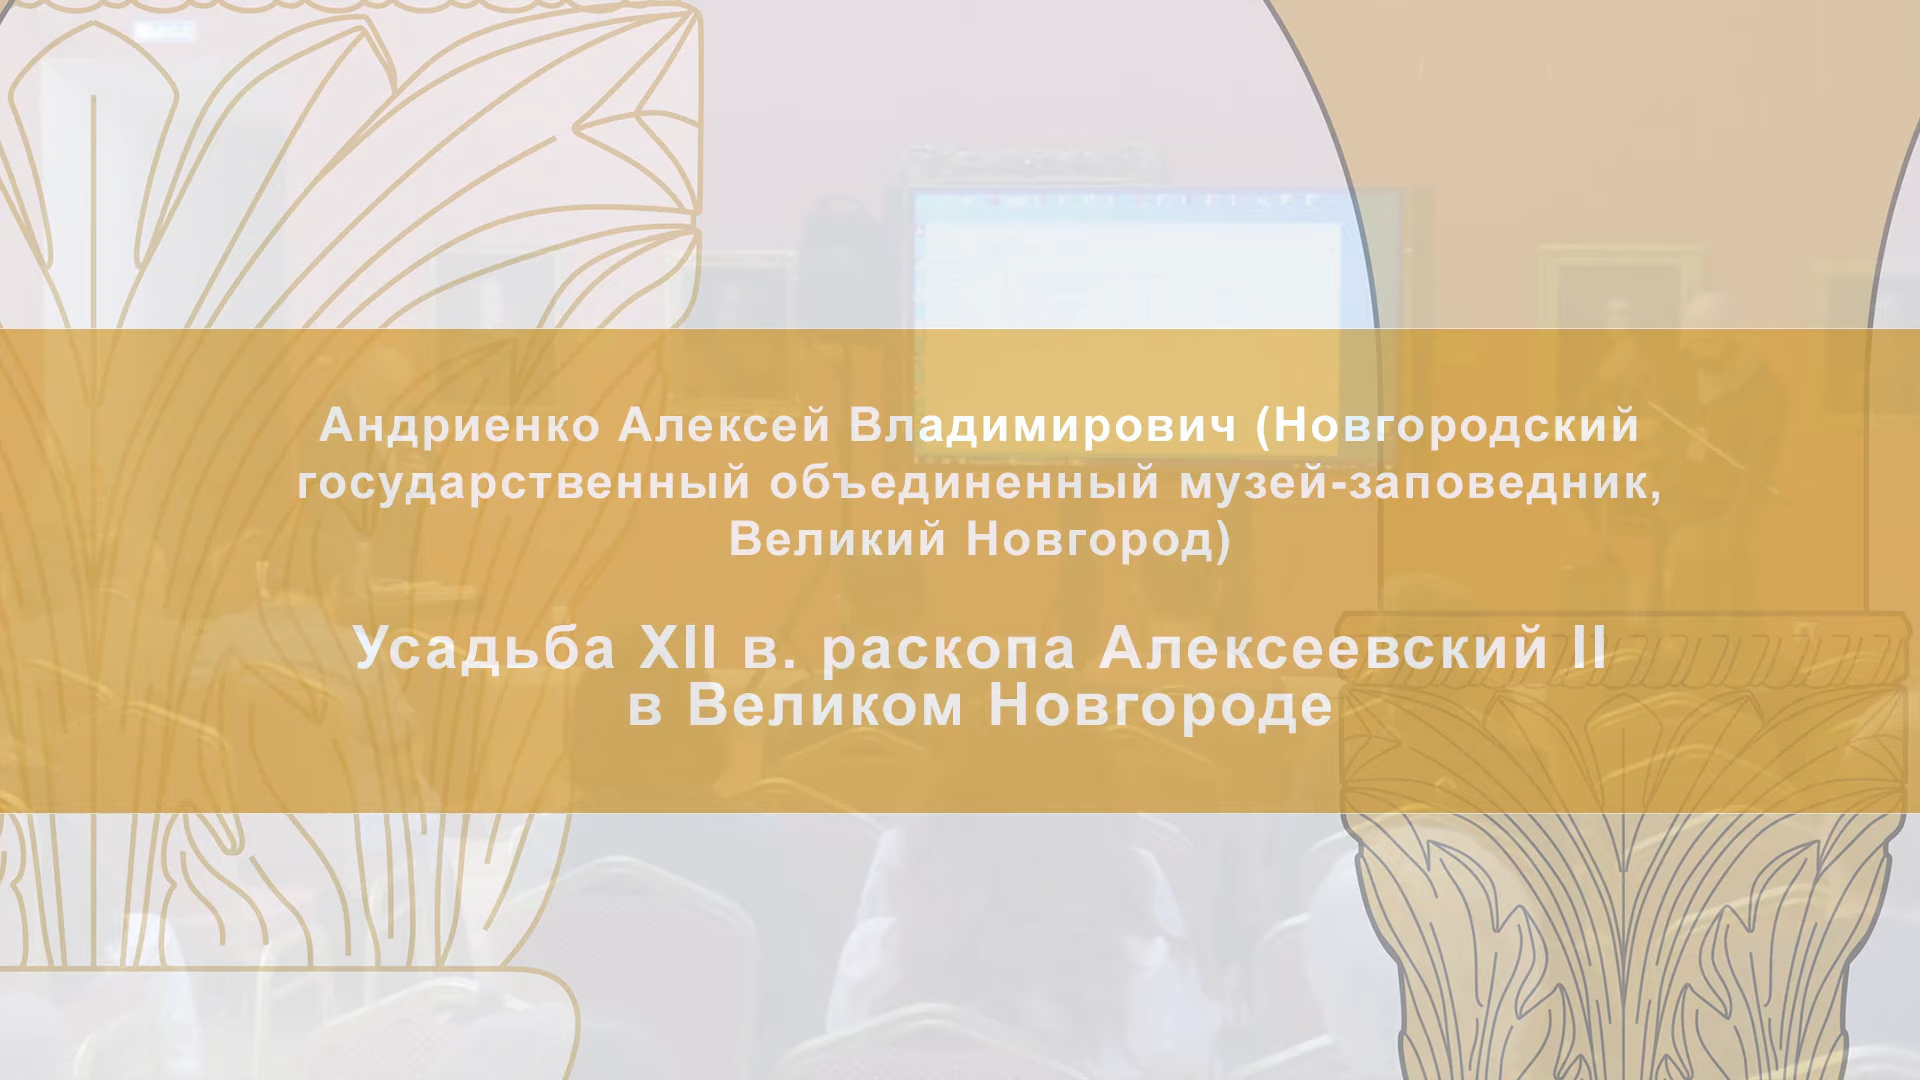 Андриенко Алексей Владимирович (Новгородский
государственный объединенный музей-заповедник,
Великий Новгород)
Усадьба XII в. раскопа Алексеевский II
в Великом Новгороде